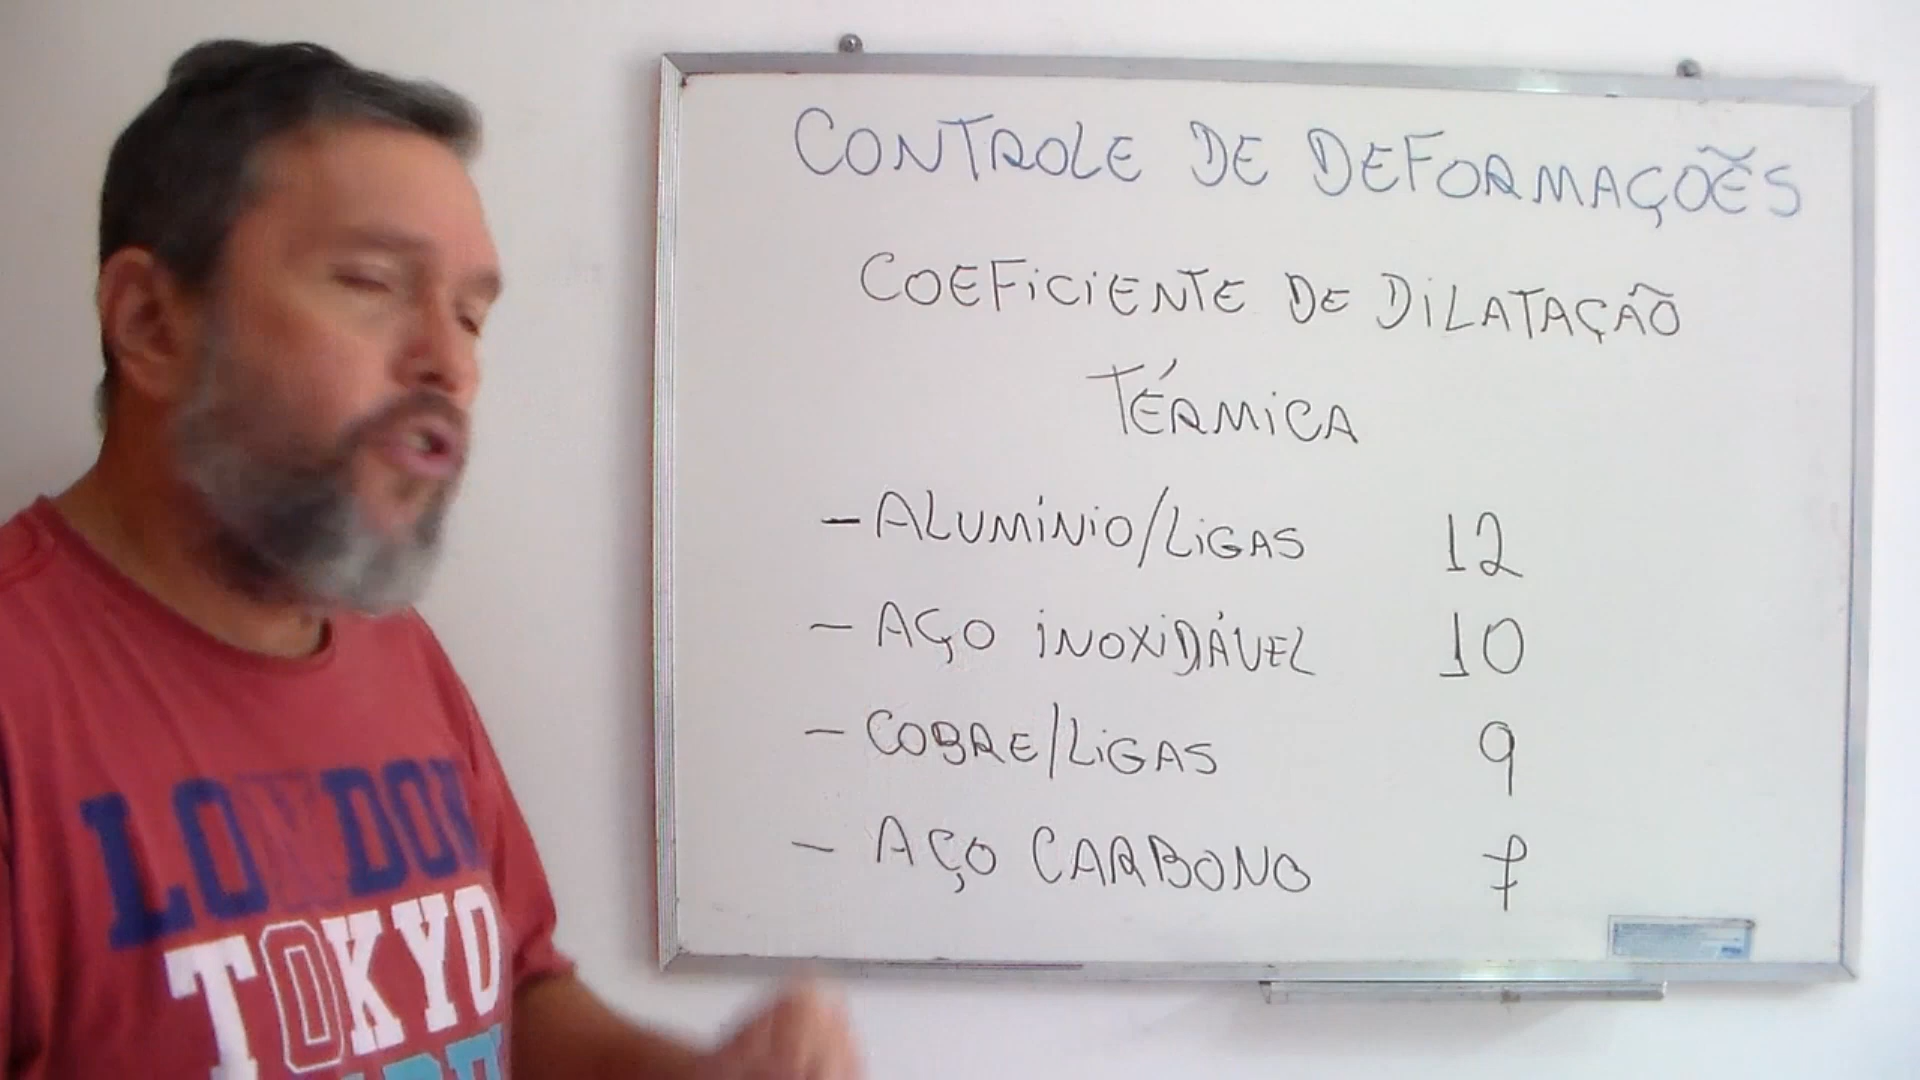 CONTROLE DE DEFORMAÇÕES
COEFICIENTE DE DILATAÇÃO
TÉRMICA
- ALUMÍNIO/LIGAS 12
- AÇO INOXIDÁVEL 10
- COBRE/LIGAS 9
- AÇO CARBONO 7
LONDON
TOKYO